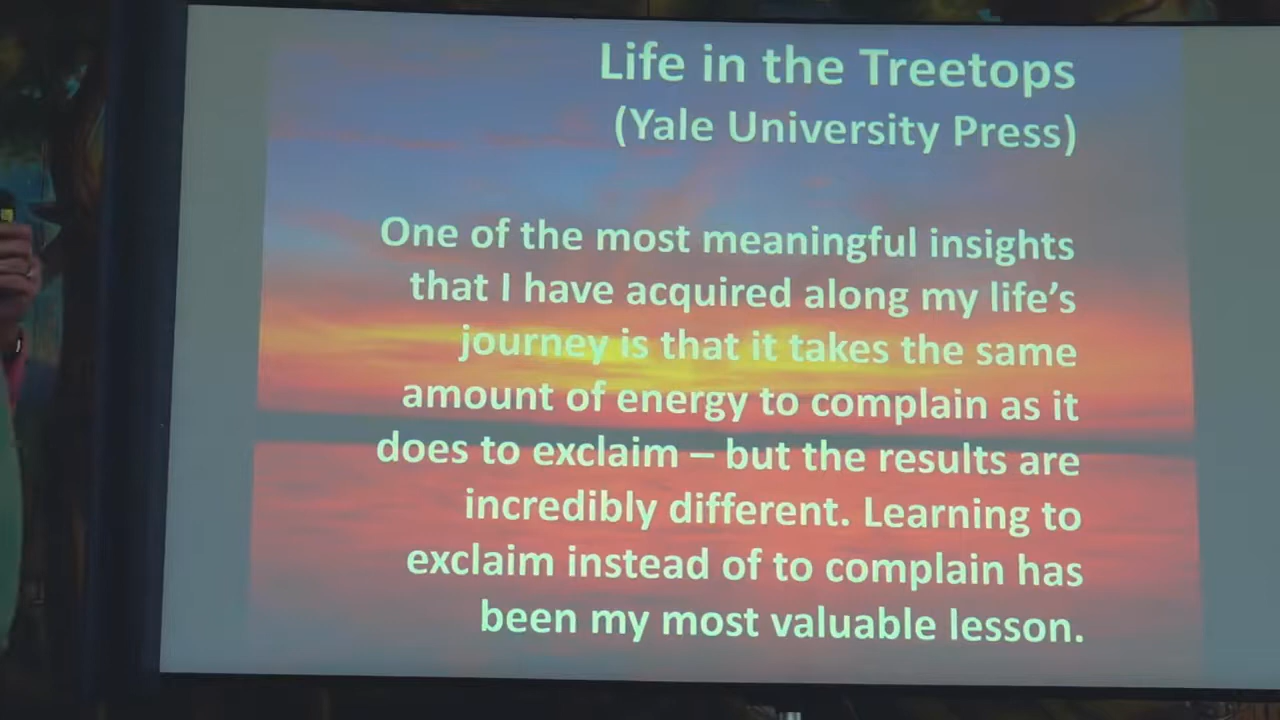 Life in the Treetops
(Yale University Press)
One of the most meaningful insights
that I have acquired along my life's
journey is that it takes the same
amount of energy to complain as it
does to exclaim – but the results are
incredibly different. Learning to
exclaim instead of to complain has
been my most valuable lesson.